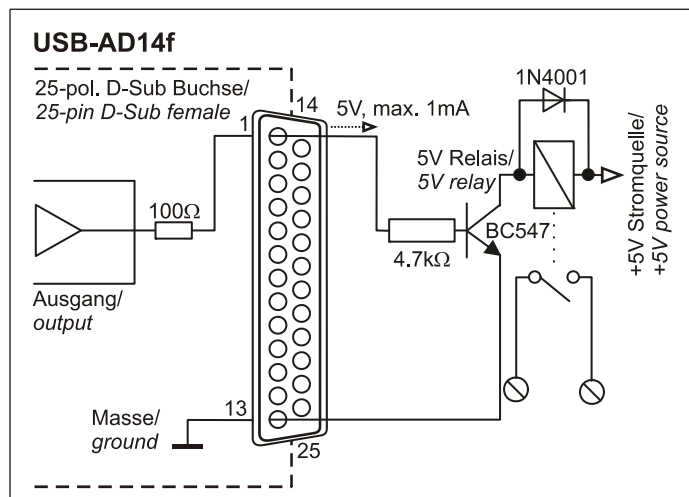 USB-AD14f
25-pol. D-Sub Buchse/
25-pin D-Sub female
14
1
5V, max. 1mA
1N4001
5V Relais/
5V relay
+5V Stromquelle/
+5V power source
100Ω
BC547
4.7kΩ
Ausgang/
output
Masse/
ground
13
25